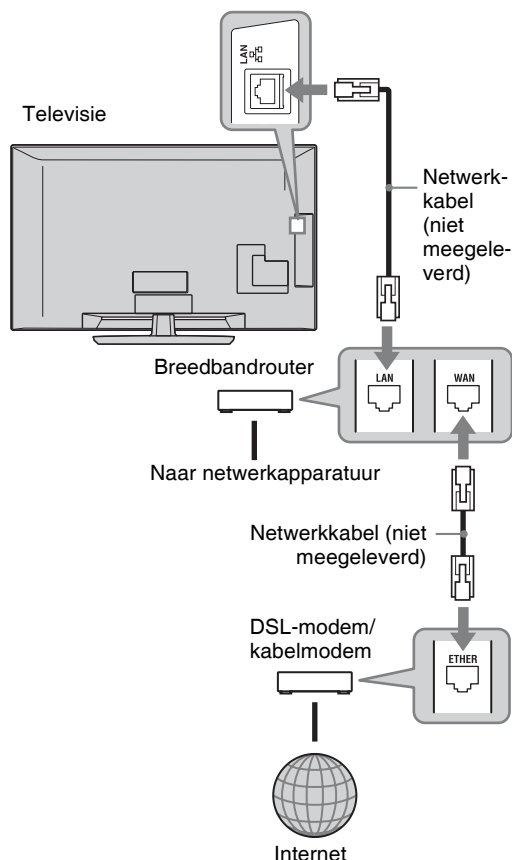 LAN
Televisie
Netwerk-
kabel
(niet
meegele-
verd)
Breedbandrouter
LAN
WAN
Naar netwerkapparatuur
Netwerkkabel (niet
meegeleverd)
DSL-modem/
kabelmodem
ETHER
Internet